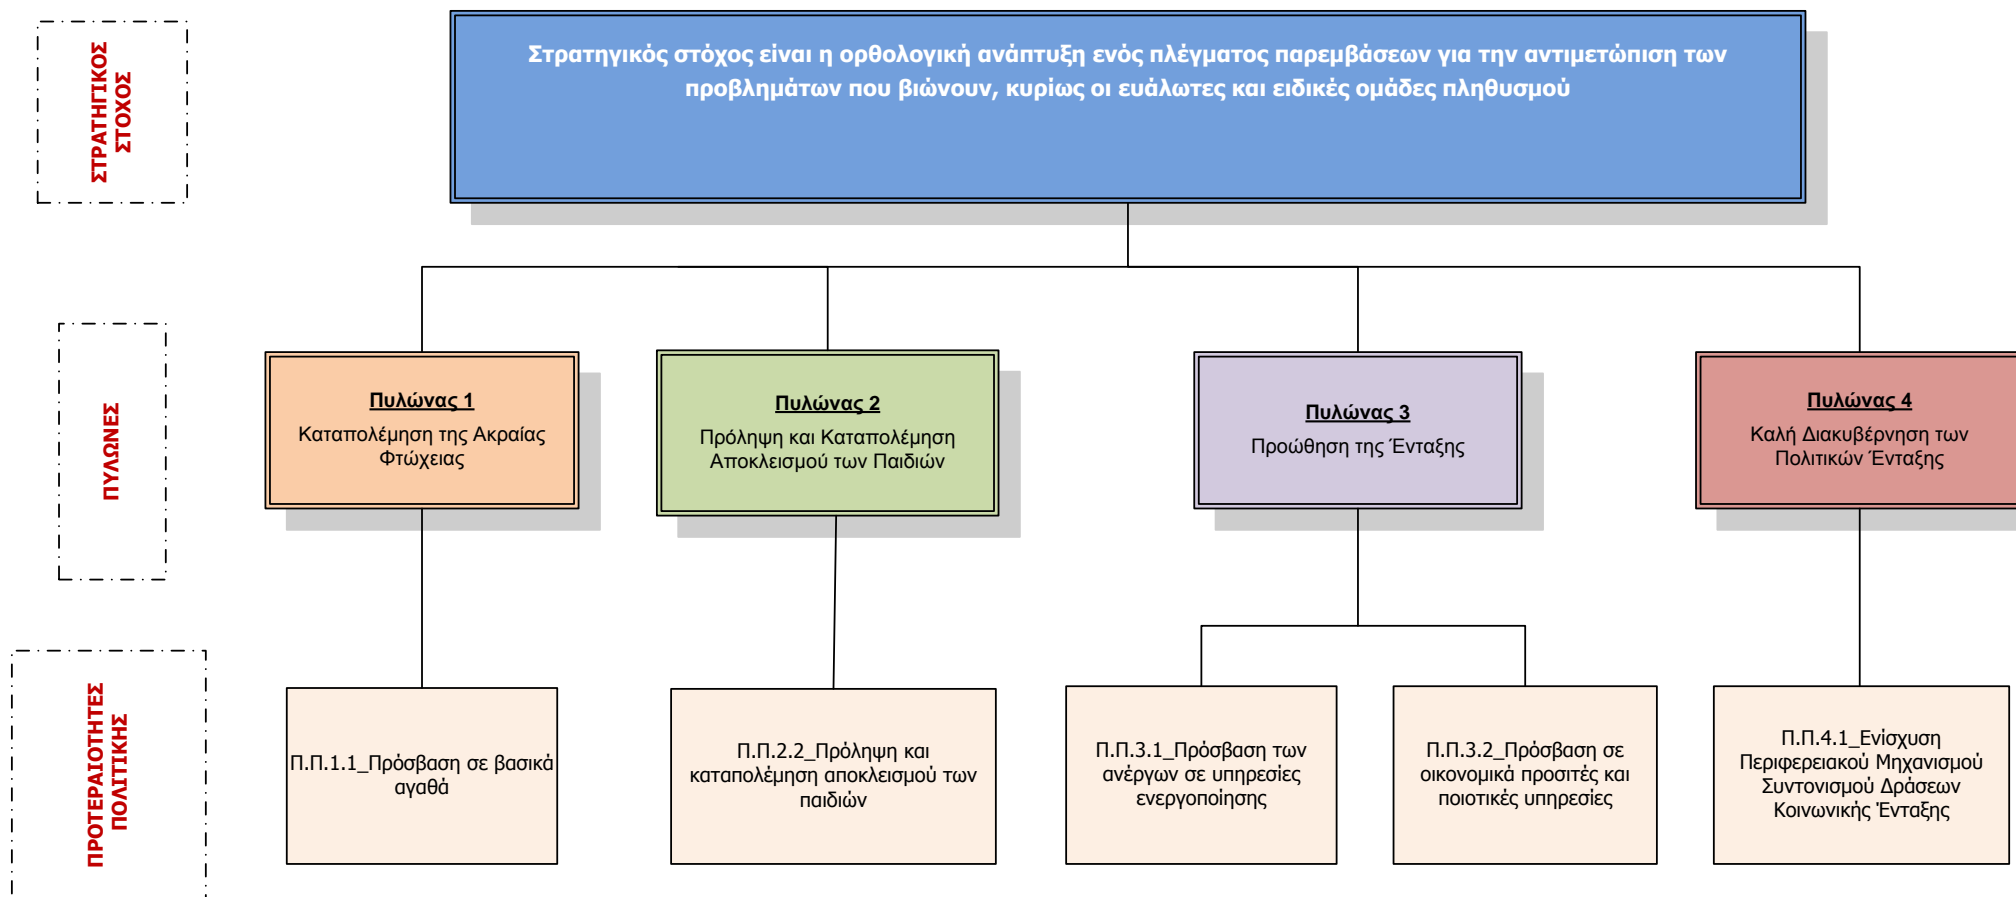 ΣΤΡΑΤΗΓΙΚΟΣ
ΣΤΟΧΟΣ
Στρατηγικός στόχος είναι η ορθολογική ανάπτυξη ενός πλέγματος παρεμβάσεων για την αντιμετώπιση των
προβλημάτων που βιώνουν, κυρίως οι ευάλωτες και ειδικές ομάδες πληθυσμού
ΠΥΛΩΝΕΣ
Πυλώνας 1
Καταπολέμηση της Ακραίας
Φτώχειας
Πυλώνας 2
Πρόληψη και Καταπολέμηση
Αποκλεισμού των Παιδιών
Πυλώνας 3
Προώθηση της Ένταξης
Πυλώνας 4
Καλή Διακυβέρνηση των
Πολιτικών Ένταξης
ΠΡΟΤΕΡΑΙΟΤΗΤΕΣ
ΠΟΛΙΤΙΚΗΣ
Π.Π.1.1_Πρόσβαση σε βασικά
αγαθά
Π.Π.2.2_Πρόληψη και
καταπολέμηση αποκλεισμού των
παιδιών
Π.Π.3.1_Πρόσβαση των
ανέργων σε υπηρεσίες
ενεργοποίησης
Π.Π.3.2_Πρόσβαση σε
οικονομικά προσιτές και
ποιοτικές υπηρεσίες
Π.Π.4.1_Ενίσχυση
Περιφερειακού Μηχανισμού
Συντονισμού Δράσεων
Κοινωνικής Ένταξης